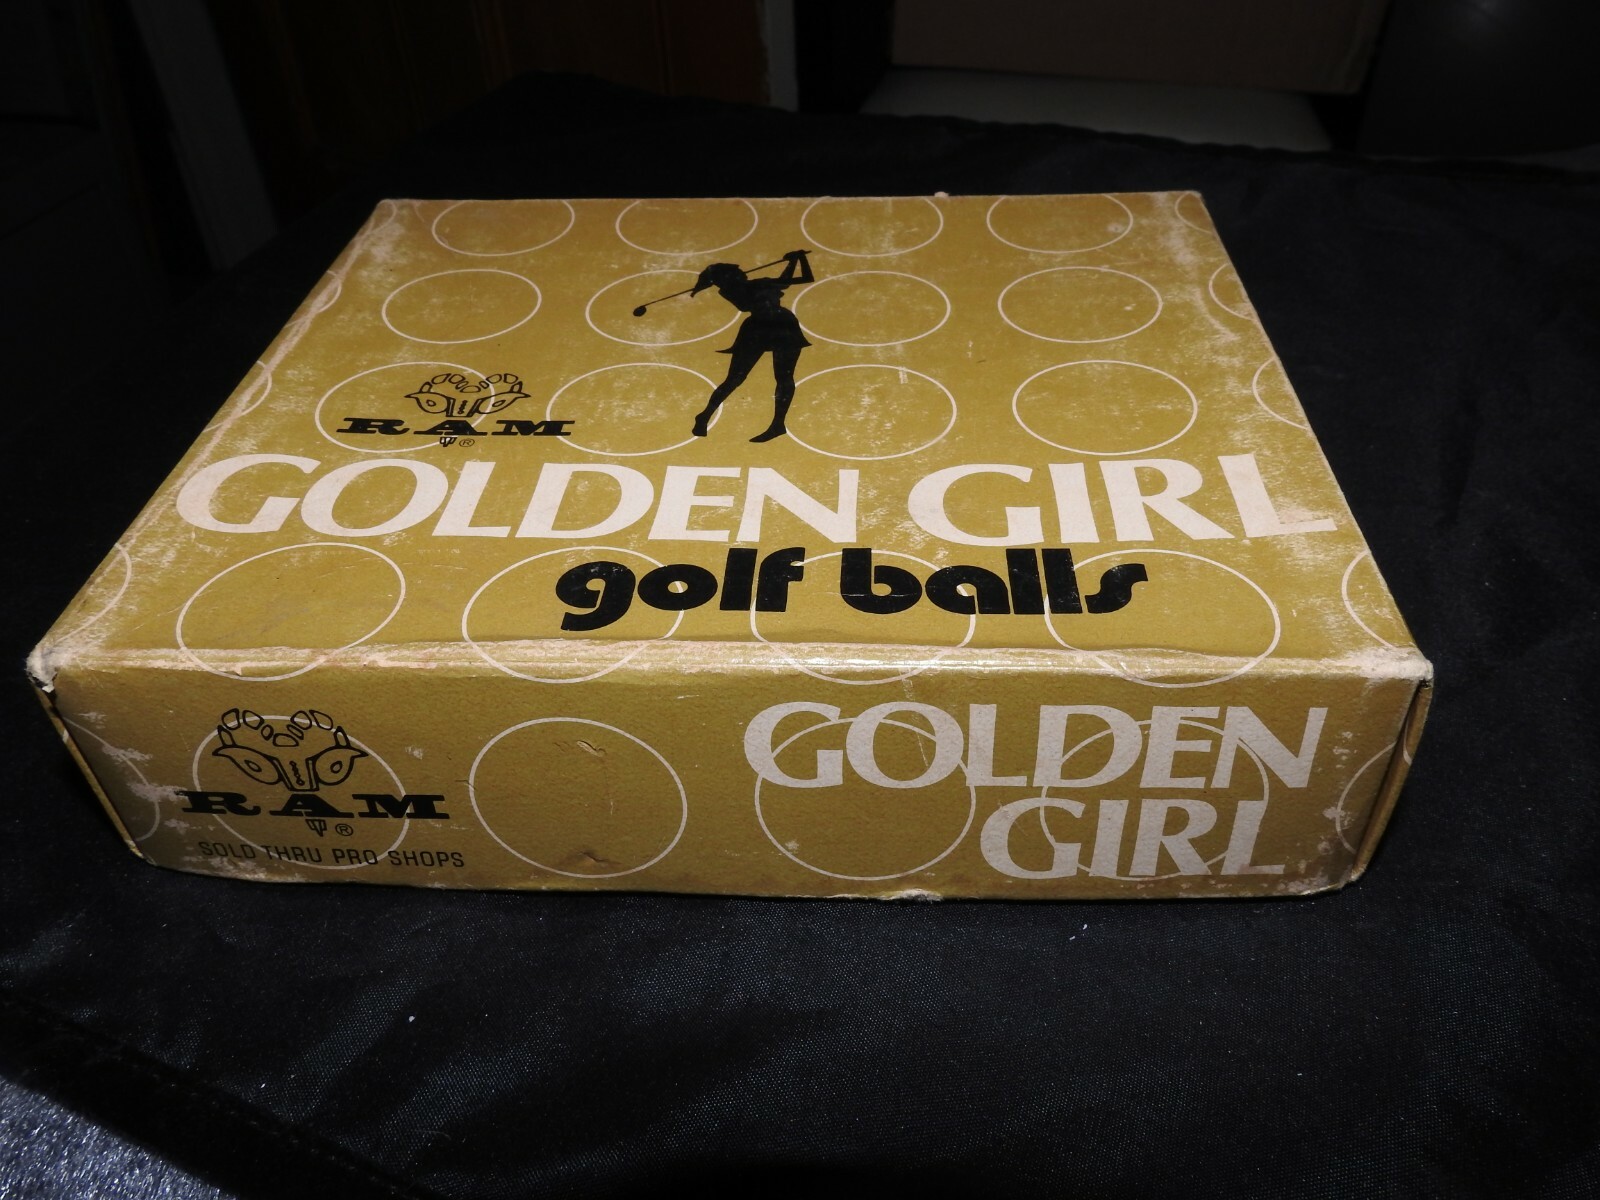 RAM ®
GOLDEN GIRL
golf balls
RAM ®
SOLD THRU PRO SHOPS
GOLDEN
GIRL